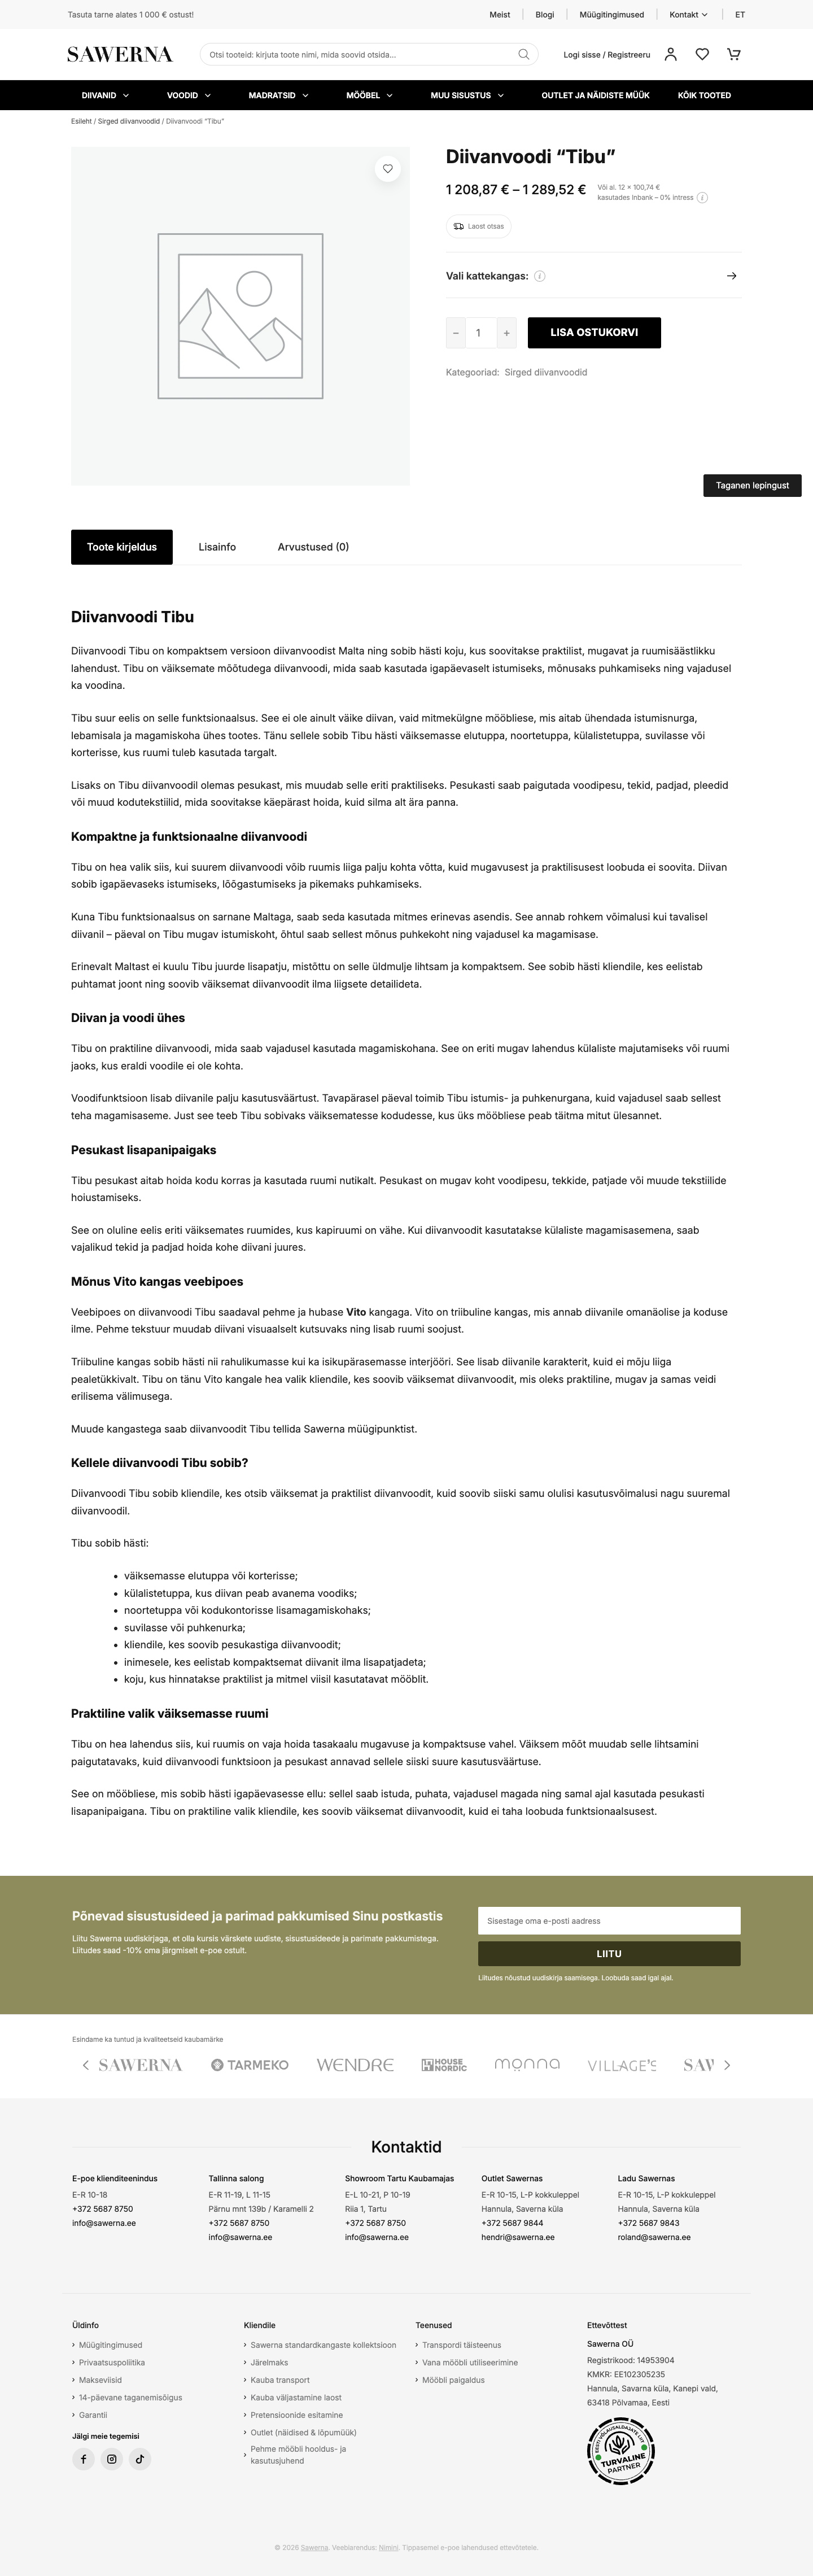 Tasuta tarne alates 1 000 € ostust!
Meist
Blogi
Müügitingimused
Kontakt
ET
SAWERNA
Otsi tooteid: kirjuta toote nimi, mida soovid otsida...
Logi sisse / Registreeru
DIIVANID
VOODID
MADRATSID
MÖÖBEL
MUU SISUSTUS
OUTLET JA NÄIDISTE MÜÜK
KÕIK TOOTED
Esileht / Sirged diivanvoodid / Diivanvoodi "Tibu"
Diivanvoodi “Tibu”
1 208,87 € – 1 289,52 €
Või al. 12 × 100,74 €
kasutades Inbank – 0% intress
Laost otsas
Vali kattekangas:
− 1 +
LISA OSTUKORVI
Kategooriad: Sirged diivanvoodid
Taganen lepingust
Toote kirjeldus
Lisainfo
Arvustused (0)
Diivanvoodi Tibu
Diivanvoodi Tibu on kompaktsem versioon diivanvoodist Malta ning sobib hästi koju, kus soovitakse praktilist, mugavat ja ruumisäästlikku
lahendust. Tibu on väiksemate mõõtudega diivanvoodi, mida saab kasutada igapäevaselt istumiseks, mõnusaks puhkamiseks ning vajadusel
ka voodina.
Tibu suur eelis on selle funktsionaalsus. See ei ole ainult väike diivan, vaid mitmekülgne mööbliese, mis aitab ühendada istumisnurga,
lebamisala ja magamiskoha ühes tootes. Tänu sellele sobib Tibu hästi väiksemasse elutuppa, noortetuppa, külalistetuppa, suvilasse või
korterisse, kus ruumi tuleb kasutada targalt.
Lisaks on Tibu diivanvoodil olemas pesukast, mis muudab selle eriti praktiliseks. Pesukasti saab paigutada voodipesu, tekid, padjad, pleedid
või muud kodutekstiilid, mida soovitakse käepärast hoida, kuid silma alt ära panna.
Kompaktne ja funktsionaalne diivanvoodi
Tibu on hea valik siis, kui suurem diivanvoodi võib ruumis liiga palju kohta võtta, kuid mugavusest ja praktilisusest loobuda ei soovita. Diivan
sobib igapäevaseks istumiseks, lõõgastumiseks ja pikemaks puhkamiseks.
Kuna Tibu funktsionaalsus on sarnane Maltaga, saab seda kasutada mitmes erinevas asendis. See annab rohkem võimalusi kui tavalisel
diivanil – päeval on Tibu mugav istumiskoht, õhtul saab sellest mõnus puhkekoht ning vajadusel ka magamisase.
Erinevalt Maltast ei kuulu Tibu juurde lisapatju, mistõttu on selle üldmulje lihtsam ja kompaktsem. See sobib hästi kliendile, kes eelistab
puhtamat joont ning soovib väiksemat diivanvoodit ilma liigsete detailideta.
Diivan ja voodi ühes
Tibu on praktiline diivanvoodi, mida saab vajadusel kasutada magamiskohana. See on eriti mugav lahendus külaliste majutamiseks või ruumi
jaoks, kus eraldi voodile ei ole kohta.
Voodifunktsioon lisab diivanile palju kasutusväärtust. Tavapärasel päeval toimib Tibu istumis- ja puhkenurgana, kuid vajadusel saab sellest
teha magamisaseme. Just see teeb Tibu sobivaks väiksematesse kodudesse, kus üks mööbliese peab täitma mitut ülesannet.
Pesukast lisapanipaigaks
Tibu pesukast aitab hoida kodu korras ja kasutada ruumi nutikalt. Pesukast on mugav koht voodipesu, tekkide, patjade või muude tekstiilide
hoiustamiseks.
See on oluline eelis eriti väiksemates ruumides, kus kapiruumi on vähe. Kui diivanvoodit kasutatakse külaliste magamisasemena, saab
vajalikud tekid ja padjad hoida kohe diivani juures.
Mõnus Vito kangas veebipoes
Veebipoes on diivanvoodi Tibu saadaval pehme ja hubase Vito kangaga. Vito on triibuline kangas, mis annab diivanile omanäolise ja koduse
ilme. Pehme tekstuur muudab diivani visuaalselt kutsuvaks ning lisab ruumi soojust.
Triibuline kangas sobib hästi nii rahulikumasse kui ka isikupärasemasse interjööri. See lisab diivanile karakterit, kuid ei mõju liiga
pealetükkivalt. Tibu on tänu Vito kangale hea valik kliendile, kes soovib väiksemat diivanvoodit, mis oleks praktiline, mugav ja samas veidi
erilisema välimusega.
Muude kangastega saab diivanvoodit Tibu tellida Sawerna müügipunktist.
Kellele diivanvoodi Tibu sobib?
Diivanvoodi Tibu sobib kliendile, kes otsib väiksemat ja praktilist diivanvoodit, kuid soovib siiski samu olulisi kasutusvõimalusi nagu suuremal
diivanvoodil.
Tibu sobib hästi:
• väiksemasse elutuppa või korterisse;
• külalistetuppa, kus diivan peab avanema voodiks;
• noortetuppa või kodukontorisse lisamagamiskohaks;
• suvilasse või puhkenurka;
• kliendile, kes soovib pesukastiga diivanvoodit;
• inimesele, kes eelistab kompaktsemat diivanit ilma lisapatjadeta;
• koju, kus hinnatakse praktilist ja mitmel viisil kasutatavat mööblit.
Praktiline valik väiksemasse ruumi
Tibu on hea lahendus siis, kui ruumis on vaja hoida tasakaalu mugavuse ja kompaktsuse vahel. Väiksem mõõt muudab selle lihtsamini
paigutatavaks, kuid diivanvoodi funktsioon ja pesukast annavad sellele siiski suure kasutusväärtuse.
See on mööbliese, mis sobib hästi igapäevasesse ellu: sellel saab istuda, puhata, vajadusel magada ning samal ajal kasutada pesukasti
lisapanipaigana. Tibu on praktiline valik kliendile, kes soovib väiksemat diivanvoodit, kuid ei taha loobuda funktsionaalsusest.
Põnevad sisustusideed ja parimad pakkumised Sinu postkastis
Liitu Sawerna uudiskirjaga, et olla kursis värskete uudiste, sisustusideede ja parimate pakkumistega.
Liitudes saad -10% oma järgmiselt e-poe ostult.
Sisestage oma e-posti aadress
LIITU
Liitudes nõustud uudiskirja saamisega. Loobuda saad igal ajal.
Esindame ka tuntud ja kvaliteetseid kaubamärke
SAWERNA
TARMEKO
WENDRE
HOUSE NORDIC
monna
VILLAGE'S
SAW
Kontaktid
E-poe klienditeenindus
E-R 10-18
+372 5687 8750
info@sawerna.ee
Tallinna salong
E-R 11-19, L 11-15
Pärnu mnt 139b / Karamelli 2
+372 5687 8750
info@sawerna.ee
Showroom Tartu Kaubamajas
E-L 10-21, P 10-19
Riia 1, Tartu
+372 5687 8750
info@sawerna.ee
Outlet Sawernas
E-R 10-15, L-P kokkuleppel
Hannula, Saverna küla
+372 5687 9844
hendri@sawerna.ee
Ladu Sawernas
E-R 10-15, L-P kokkuleppel
Hannula, Saverna küla
+372 5687 9843
roland@sawerna.ee
Üldinfo
Müügitingimused
Privaatsuspoliitika
Makseviisid
14-päevane taganemisõigus
Garantii
Jälgi meie tegemisi
Kliendile
Sawerna standardkangaste kollektsioon
Järelmaks
Kauba transport
Kauba väljastamine laost
Pretensioonide esitamine
Outlet (näidised & lõpumüük)
Pehme mööbli hooldus- ja
kasutusjuhend
Teenused
Transpordi täisteenus
Vana mööbli utiliseerimine
Mööbli paigaldus
Ettevõttest
Sawerna OÜ
Registrikood: 14953904
KMKR: EE102305235
Hannula, Savarna küla, Kanepi vald,
63418 Põlvamaa, Eesti
EESTI VÕLAUSALDAJATE LIIT
TURVALINE
PARTNER
© 2026 Sawerna. Veebiarendus: Nimini. Tippasemel e-poe lahendused ettevõtetele.